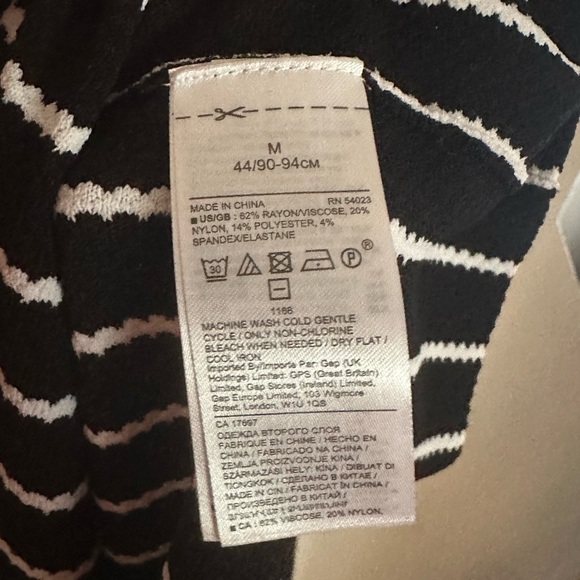 M
44/90-94CM
MADE IN CHINA RN 54023
■ US/GB : 62% RAYON/VISCOSE, 20%
NYLON, 14% POLYESTER, 4%
SPANDEX/ELASTANE
30 P ®
1166
MACHINE WASH COLD GENTLE
CYCLE / ONLY NON-CHLORINE
BLEACH WHEN NEEDED / DRY FLAT /
COOL IRON
Imported By/Importe Par: Gap (UK
Holdings) Limited: GPS (Great Britain)
Limited, Gap Stores (Ireland) Limited,
Gap Europe Limited, 103 Wigmore
Street, London, W1U 1QS
CA 17697
ОДЕЖДА ВТОРОГО СЛОЯ
FABRIQUE EN CHINE / HECHO EN
CHINA / FABRICADO NA CHINA /
ZEMLJA PROIZVODNJE KINA /
SZÁRMAZÁSI HELY: KINA / DIBUAT DI
TIONGKOK / СДЕЛАНО В КИТАЕ /
MADE IN CIN / FABRICAT ÎN CHINA /
ПРОИЗВЕДЕНО В КИТАЙ /
■ CA : 62% VISCOSE, 20% NYLON,